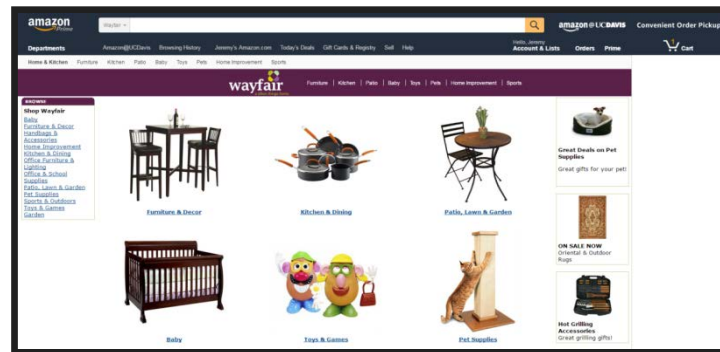 amazon
Prime
Wayfair
amazon@UCDAVIS
Convenient Order Pickup
Departments
Amazon@UCDavis Browsing History Jeremy's Amazon.com Today's Deals Gift Cards & Registry Sell Help
Hello, Jeremy
Account & Lists
Orders
Prime
1
Cart
Home & Kitchen Furniture Kitchen Patio Baby Toys Pets Home Improvement Sports
wayfair
Furniture | Kitchen | Patio | Baby | Toys | Pets | Home Improvement | Sports
BROWSE
Shop Wayfair
Baby
Furniture & Decor
Handbags &
Accessories
Home Improvement
Kitchen & Dining
Office Furniture &
Lighting
Office & School
Supplies
Patio, Lawn & Garden
Pet Supplies
Sports & Outdoors
Toys & Games
Garden
Furniture & Decor
Kitchen & Dining
Patio, Lawn & Garden
Great Deals on Pet
Supplies
Great gifts for your pet!
ON SALE NOW
Oriental & Outdoor
Rugs
Baby
Toys & Games
Pet Supplies
Hot Grilling
Accessories
Great grilling gifts!